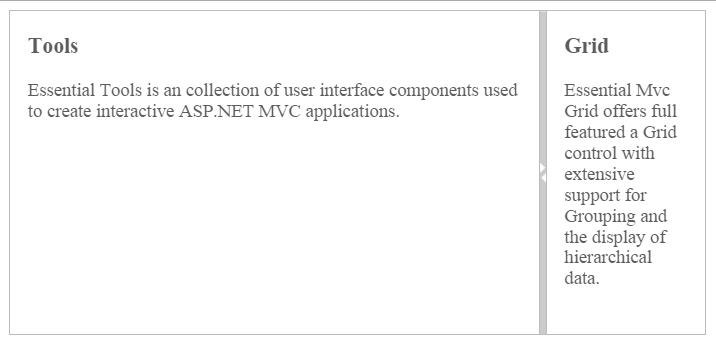 Tools
Essential Tools is an collection of user interface components used
to create interactive ASP.NET MVC applications.
Grid
Essential Mvc
Grid offers full
featured a Grid
control with
extensive
support for
Grouping and
the display of
hierarchical
data.